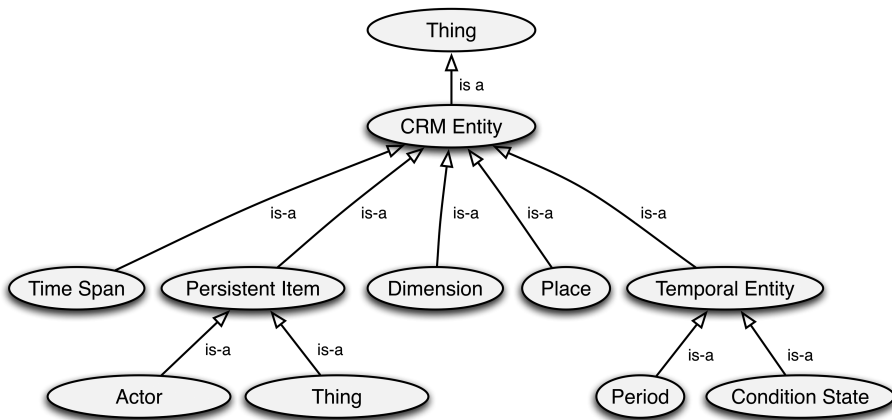 Thing
is a
CRM Entity
is-a
is-a
is-a
is-a
is-a
Time Span
Persistent Item
Dimension
Place
Temporal Entity
is-a
is-a
is-a
is-a
Actor
Thing
Period
Condition State